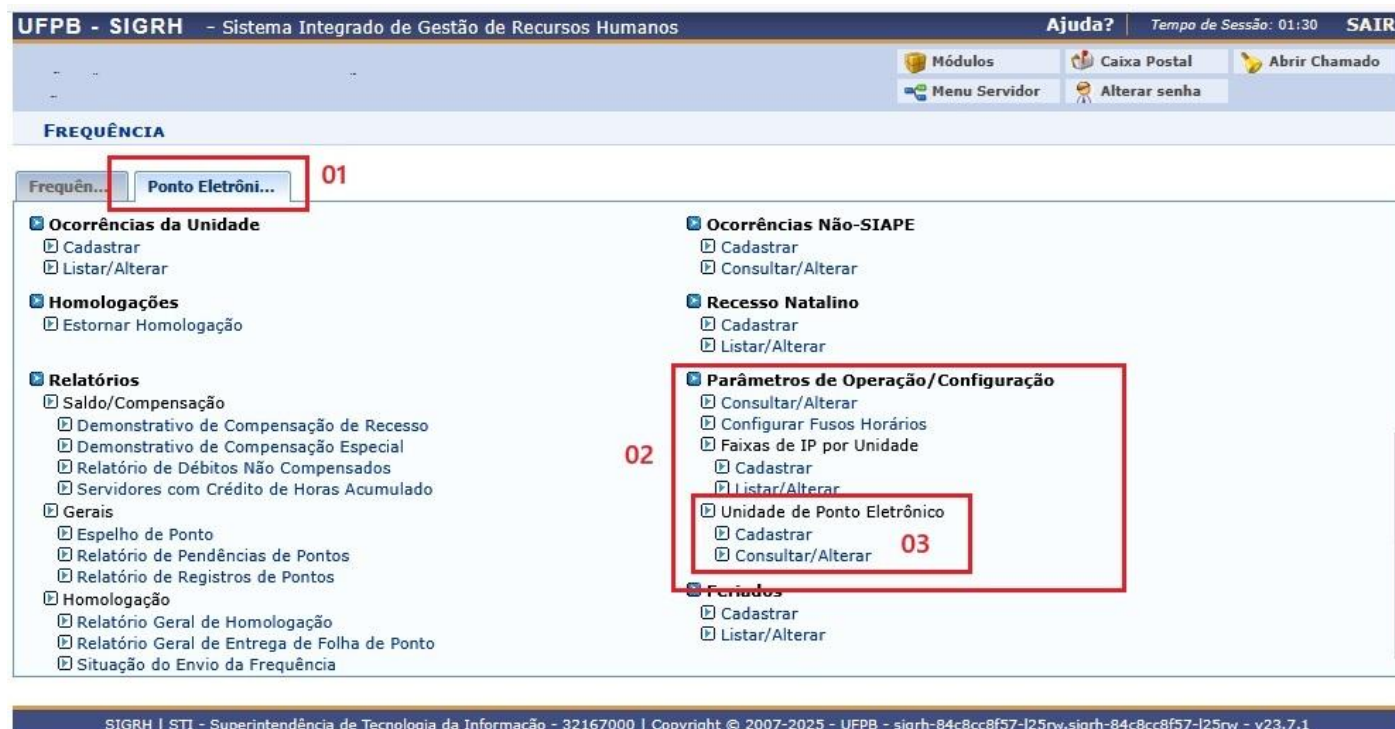 UFPB - SIGRH - Sistema Integrado de Gestão de Recursos Humanos
Ajuda? Tempo de Sessão: 01:30 SAIR
Módulos
Caixa Postal
Abrir Chamado
Menu Servidor
Alterar senha
FREQUÊNCIA
Frequên...
Ponto Eletrôni...
01
Ocorrências da Unidade
Cadastrar
Listar/Alterar
Homologações
Estornar Homologação
Relatórios
Saldo/Compensação
Demonstrativo de Compensação de Recesso
Demonstrativo de Compensação Especial
Relatório de Débitos Não Compensados
Servidores com Crédito de Horas Acumulado
Gerais
Espelho de Ponto
Relatório de Pendências de Pontos
Relatório de Registros de Pontos
Homologação
Relatório Geral de Homologação
Relatório Geral de Entrega de Folha de Ponto
Situação do Envio da Frequência
Ocorrências Não-SIAPE
Cadastrar
Consultar/Alterar
Recesso Natalino
Cadastrar
Listar/Alterar
02
Parâmetros de Operação/Configuração
Consultar/Alterar
Configurar Fusos Horários
Faixas de IP por Unidade
Cadastrar
Listar/Alterar
Unidade de Ponto Eletrônico
Cadastrar
Consultar/Alterar
03
Feriados
Cadastrar
Listar/Alterar
SIGRH | STI - Superintendência de Tecnologia da Informação - 32167000 | Copyright © 2007-2025 - UFPB - sigrh-84c8cc8f57-l25rw.sigrh-84c8cc8f57-l25rw - v23.7.1